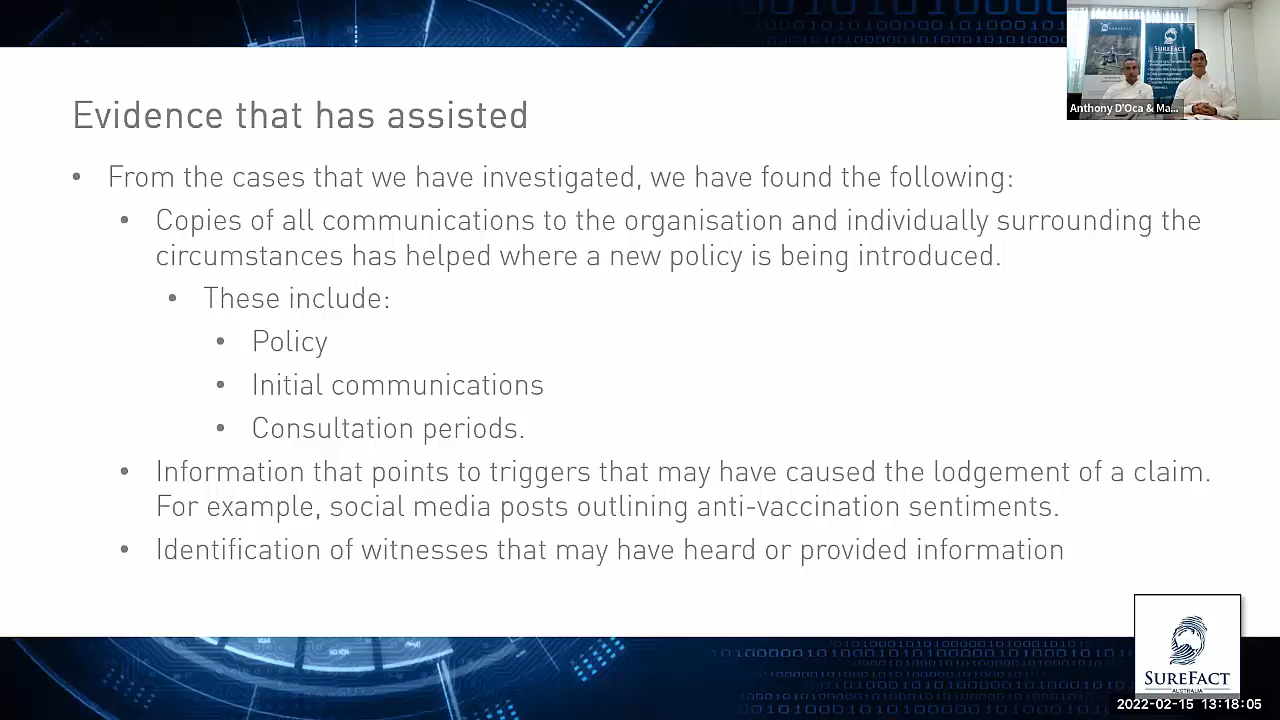 Evidence that has assisted
• From the cases that we have investigated, we have found the following:
• Copies of all communications to the organisation and individually surrounding the
circumstances has helped where a new policy is being introduced.
• These include:
• Policy
• Initial communications
• Consultation periods.
• Information that points to triggers that may have caused the lodgement of a claim.
For example, social media posts outlining anti-vaccination sentiments.
• Identification of witnesses that may have heard or provided information
SUREFACT
Anthony D'Oca & Ma...
SUREFACT
AUSTRALIA
2022-02-15 13:18:05